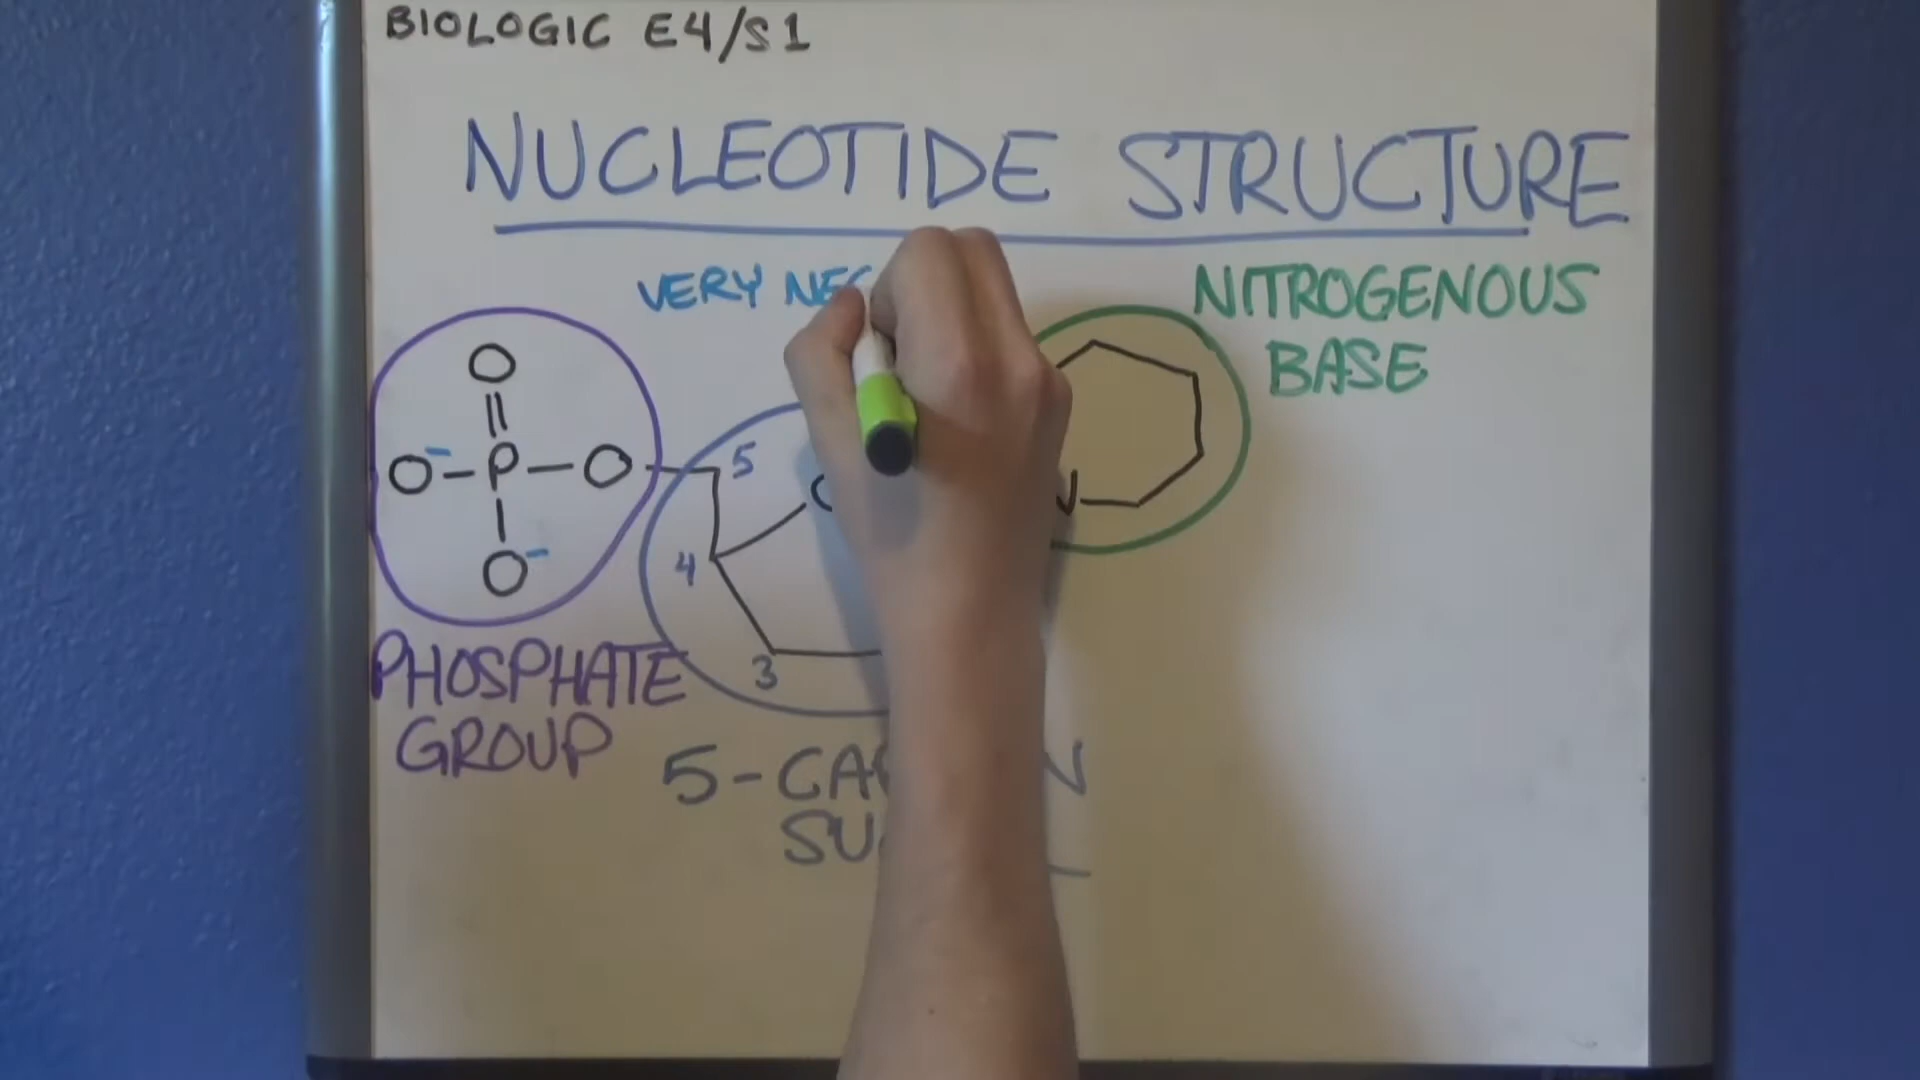 BIOLOGIC E4/S1
NUCLEOTIDE STRUCTURE
VERY
NITROGENOUS
BASE
O
O⁻ – P – O
O⁻
5
4
3
PHOSPHATE
GROUP
5-